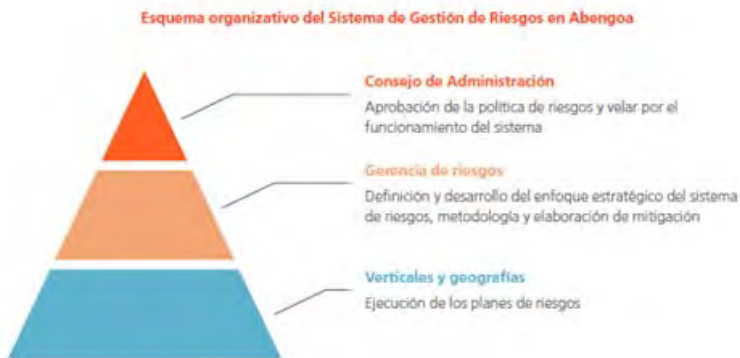 Esquema organizativo del Sistema de Gestión de Riesgos en Abengoa
Consejo de Administración
Aprobación de la política de riesgos y velar por el
funcionamiento del sistema
Gerencia de riesgos
Definición y desarrollo del enfoque estratégico del sistema
de riesgos, metodología y elaboración de mitigación
Verticales y geografías
Ejecución de los planes de riesgos